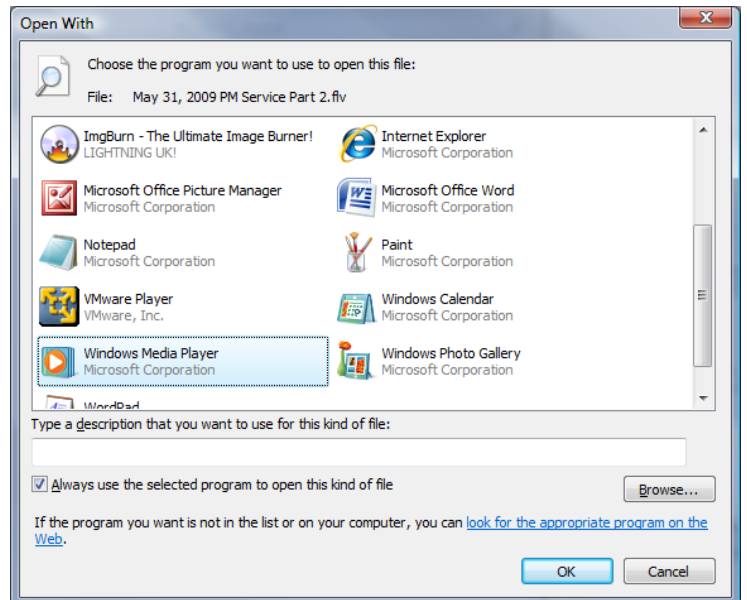 Open With
Choose the program you want to use to open this file:
File: May 31, 2009 PM Service Part 2.flv
ImgBurn - The Ultimate Image Burner!
LIGHTNING UK!
Internet Explorer
Microsoft Corporation
Microsoft Office Picture Manager
Microsoft Corporation
Microsoft Office Word
Microsoft Corporation
Notepad
Microsoft Corporation
Paint
Microsoft Corporation
VMware Player
VMware, Inc.
Windows Calendar
Microsoft Corporation
Windows Media Player
Microsoft Corporation
Windows Photo Gallery
Microsoft Corporation
WordPad
Type a description that you want to use for this kind of file:
Always use the selected program to open this kind of file
Browse...
If the program you want is not in the list or on your computer, you can look for the appropriate program on the
Web.
OK
Cancel